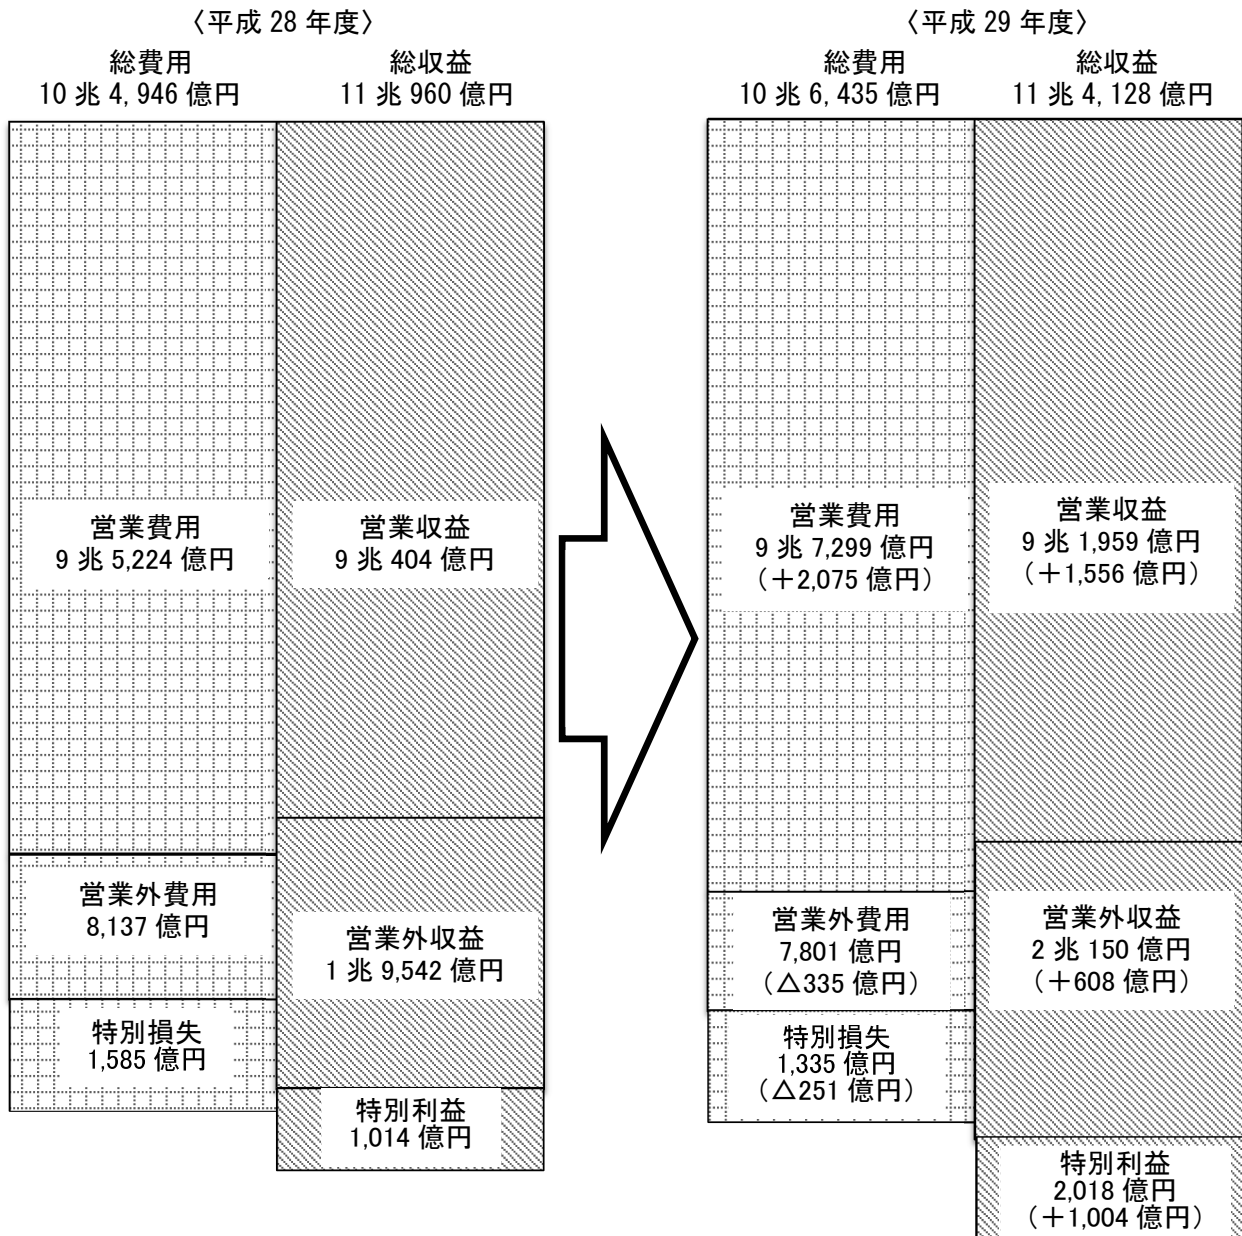 〈平成 28 年度〉
総費用
10 兆 4,946 億円
総収益
11 兆 960 億円
営業費用
9 兆 5,224 億円
営業収益
9 兆 404 億円
営業外費用
8,137 億円
営業外収益
1 兆 9,542 億円
特別損失
1,585 億円
特別利益
1,014 億円
〈平成 29 年度〉
総費用
10 兆 6,435 億円
総収益
11 兆 4,128 億円
営業費用
9 兆 7,299 億円
(+2,075 億円)
営業収益
9 兆 1,959 億円
(+1,556 億円)
営業外費用
7,801 億円
(△335 億円)
営業外収益
2 兆 150 億円
(+608 億円)
特別損失
1,335 億円
(△251 億円)
特別利益
2,018 億円
(+1,004 億円)